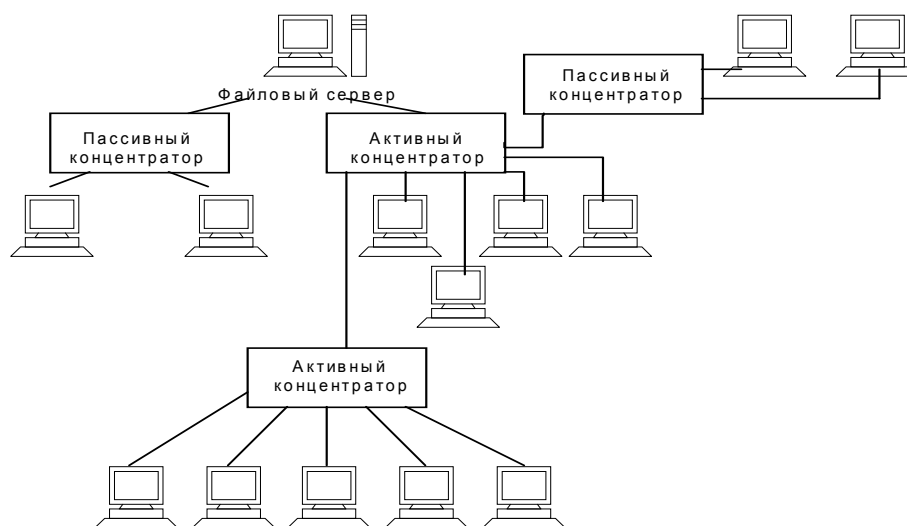 Файловый сервер
Пассивный
концентратор
Пассивный
концентратор
Активный
концентратор
Активный
концентратор